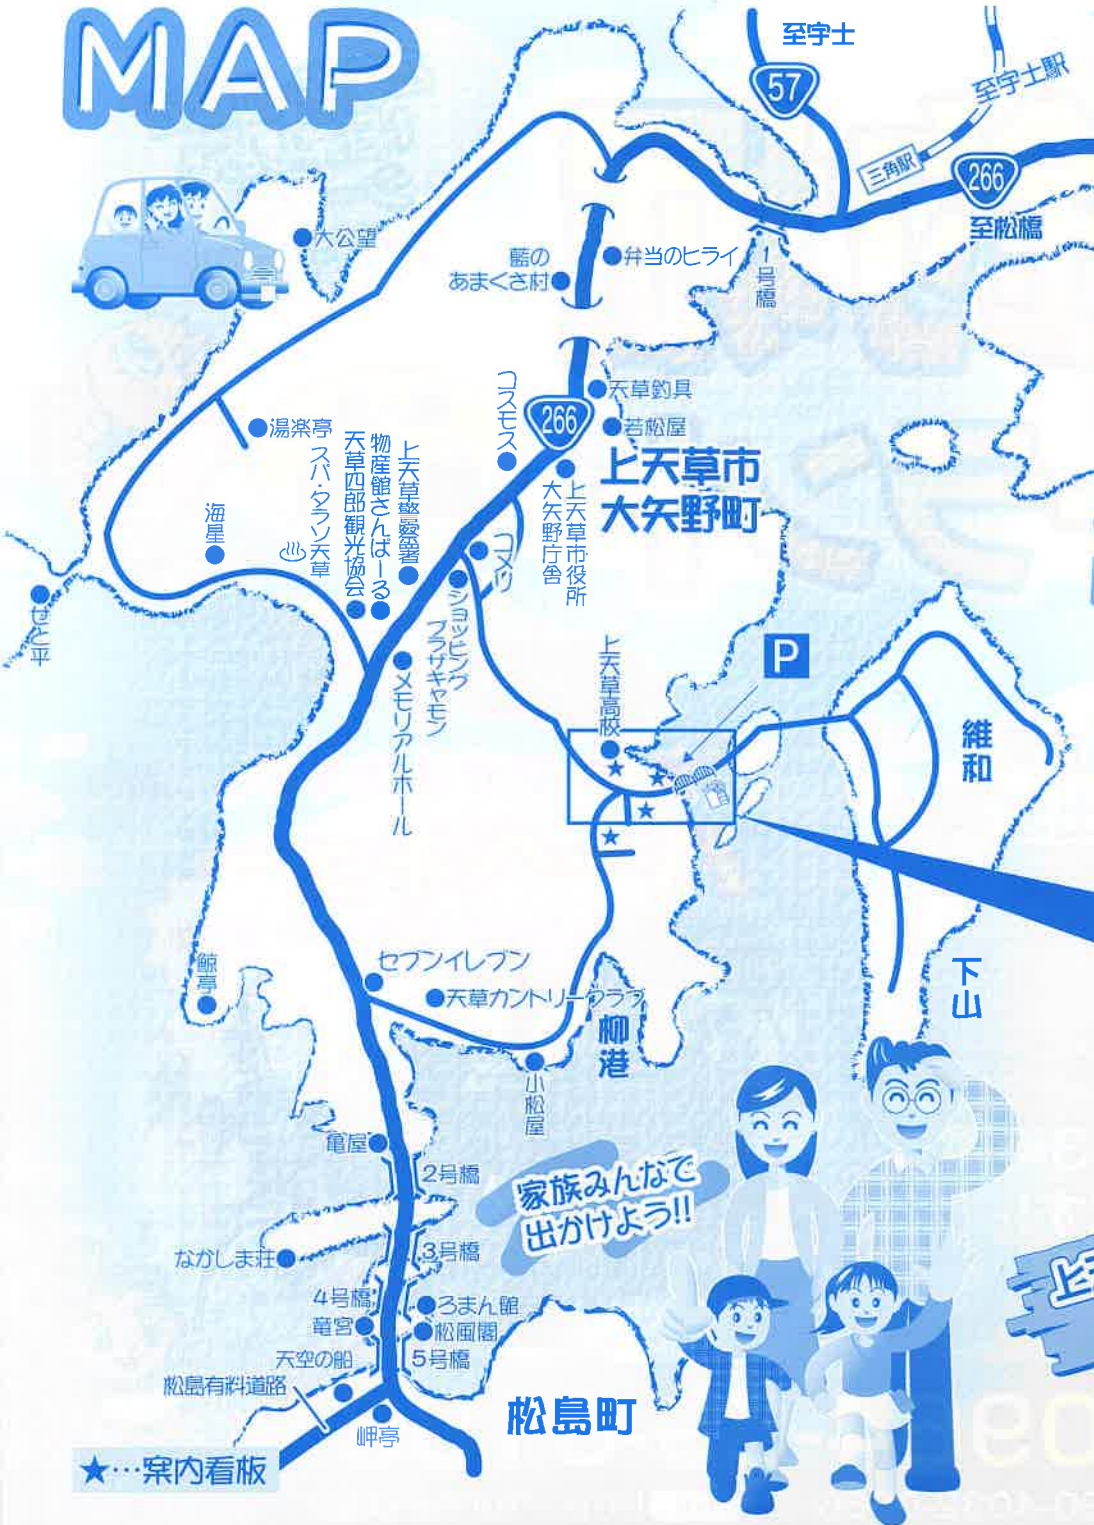 MAP
至宇士
57
至宇士駅
三角駅
266
至松橋
大公望
藍の
あまくさ村
弁当のヒライ
1号橋
天草釣具
コスモス
266
若松屋
上天草市
大矢野町
湯楽亭
スパ・タラソ天草
天草四郎観光協会
物産館さんぱーる
上天草警察署
上天草市役所
大矢野庁舎
海星
コメリ
せと平
ショッピング
プラザキャモン
メモリアルホール
上天草高校
P
維和
鯨亭
セブンイレブン
天草カントリークラブ
柳港
下山
小松屋
亀屋
2号橋
家族みんなで
出かけよう!!
なかしま荘
3号橋
4号橋
ろまん館
竜宮
松風閣
天空の船
5号橋
松島有料道路
岬亭
松島町
★…案内看板